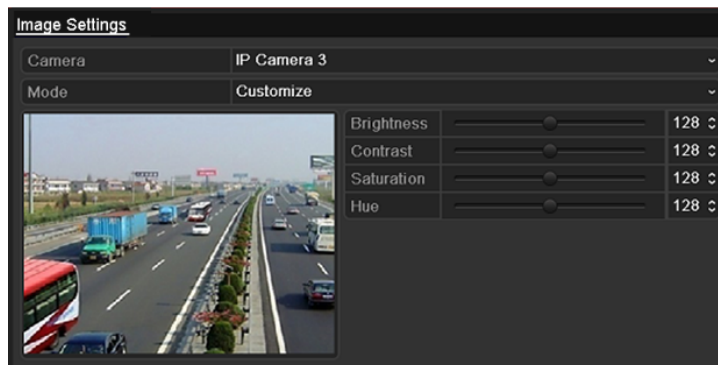 Image Settings
Camera IP Camera 3
Mode Customize
Brightness 128
Contrast 128
Saturation 128
Hue 128